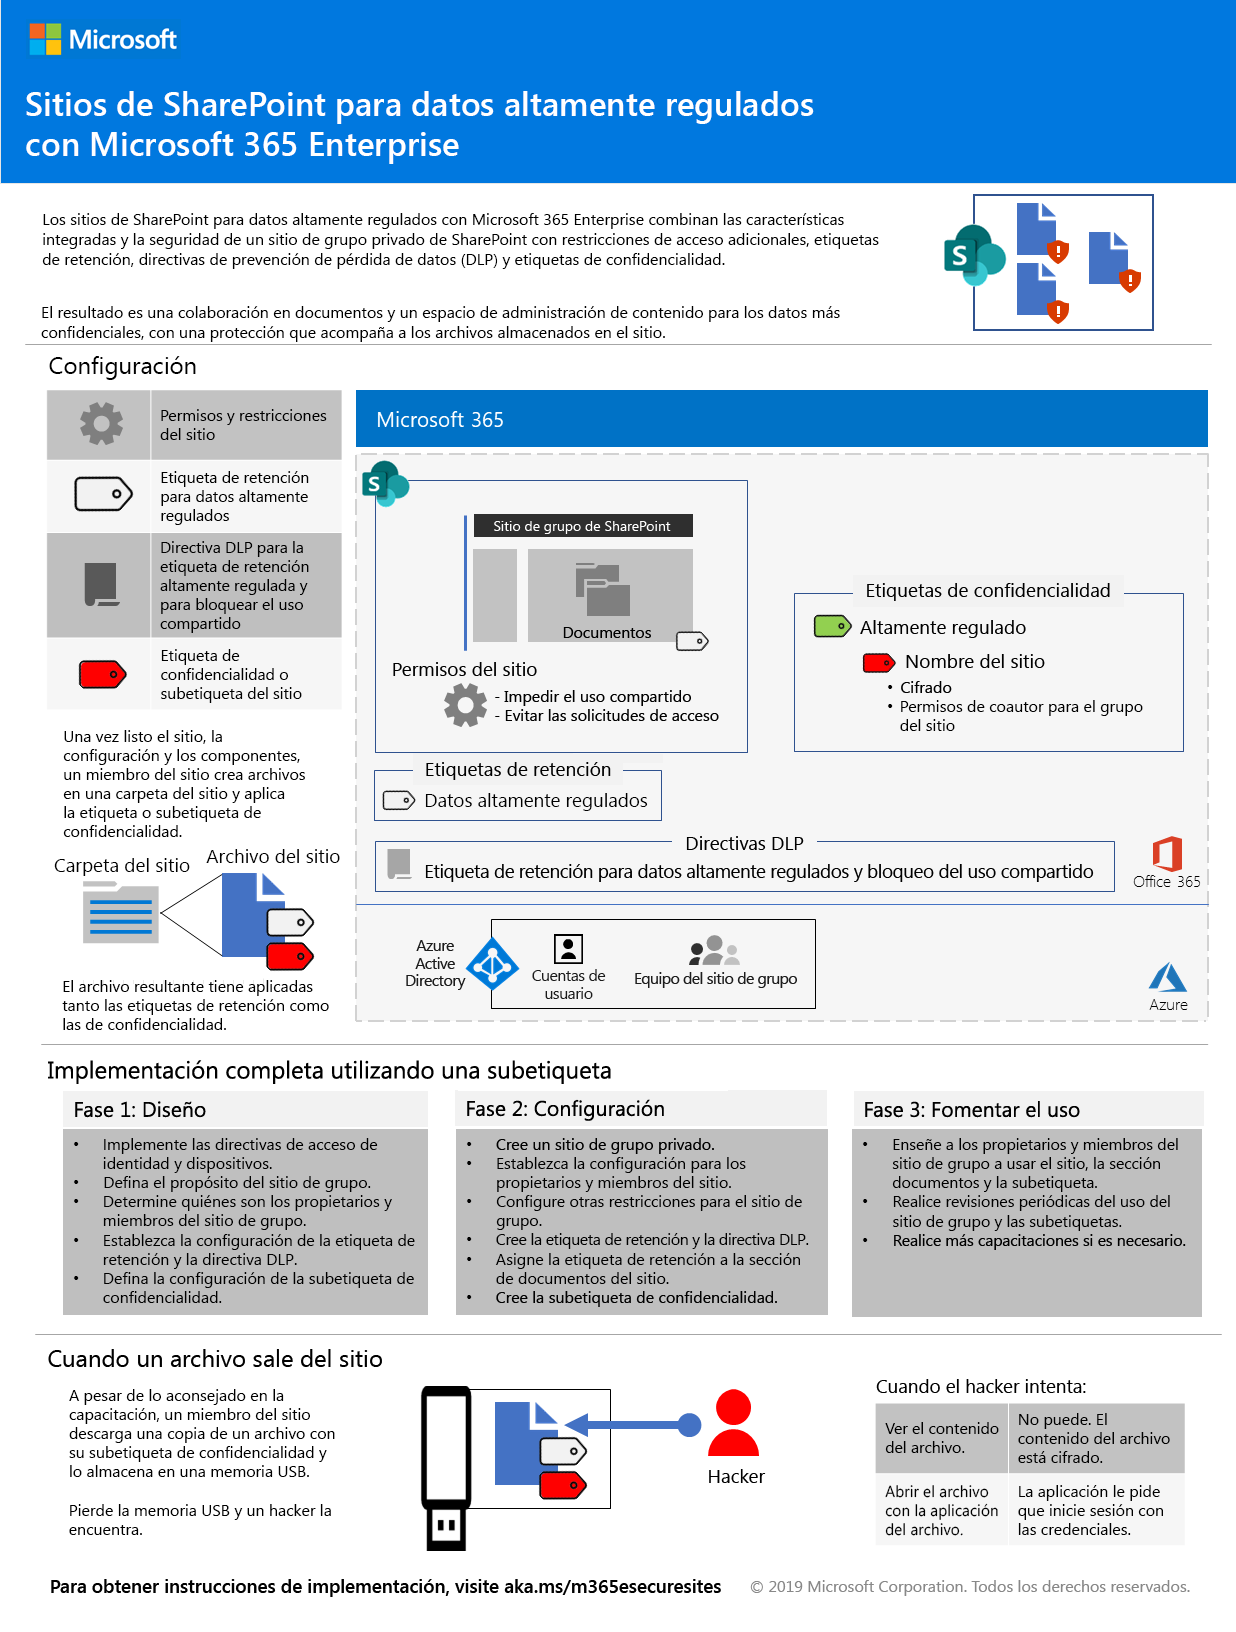 Microsoft
Sitios de SharePoint para datos altamente regulados
con Microsoft 365 Enterprise
Los sitios de SharePoint para datos altamente regulados con Microsoft 365 Enterprise combinan las características
integradas y la seguridad de un sitio de grupo privado de SharePoint con restricciones de acceso adicionales, etiquetas
de retención, directivas de prevención de pérdida de datos (DLP) y etiquetas de confidencialidad.
El resultado es una colaboración en documentos y un espacio de administración de contenido para los datos más
confidenciales, con una protección que acompaña a los archivos almacenados en el sitio.
S
Configuración
Permisos y restricciones
del sitio
Etiqueta de retención
para datos altamente
regulados
Directiva DLP para la
etiqueta de retención
altamente regulada y
para bloquear el uso
compartido
Etiqueta de
confidencialidad o
subetiqueta del sitio
Una vez listo el sitio, la
configuración y los componentes,
un miembro del sitio crea archivos
en una carpeta del sitio y aplica
la etiqueta o subetiqueta de
confidencialidad.
Carpeta del sitio
Archivo del sitio
El archivo resultante tiene aplicadas
tanto las etiquetas de retención como
las de confidencialidad.
Microsoft 365
S
Sitio de grupo de SharePoint
Documentos
Permisos del sitio
- Impedir el uso compartido
- Evitar las solicitudes de acceso
Etiquetas de confidencialidad
Altamente regulado
Nombre del sitio
• Cifrado
• Permisos de coautor para el grupo
del sitio
Etiquetas de retención
Datos altamente regulados
Directivas DLP
Etiqueta de retención para datos altamente regulados y bloqueo del uso compartido
Office 365
Azure
Active
Directory
Cuentas de
usuario
Equipo del sitio de grupo
Azure
Implementación completa utilizando una subetiqueta
Fase 1: Diseño
• Implemente las directivas de acceso de
identidad y dispositivos.
• Defina el propósito del sitio de grupo.
• Determine quiénes son los propietarios y
miembros del sitio de grupo.
• Establezca la configuración de la etiqueta de
retención y la directiva DLP.
• Defina la configuración de la subetiqueta de
confidencialidad.
Fase 2: Configuración
• Cree un sitio de grupo privado.
• Establezca la configuración para los
propietarios y miembros del sitio.
• Configure otras restricciones para el sitio de
grupo.
• Cree la etiqueta de retención y la directiva DLP.
• Asigne la etiqueta de retención a la sección
de documentos del sitio.
• Cree la subetiqueta de confidencialidad.
Fase 3: Fomentar el uso
• Enseñe a los propietarios y miembros del
sitio de grupo a usar el sitio, la sección
documentos y la subetiqueta.
• Realice revisiones periódicas del uso del
sitio de grupo y las subetiquetas.
• Realice más capacitaciones si es necesario.
Cuando un archivo sale del sitio
A pesar de lo aconsejado en la
capacitación, un miembro del sitio
descarga una copia de un archivo con
su subetiqueta de confidencialidad y
lo almacena en una memoria USB.
Pierde la memoria USB y un hacker la
encuentra.
Hacker
Cuando el hacker intenta:
Ver el contenido
del archivo.
No puede. El
contenido del archivo
está cifrado.
Abrir el archivo
con la aplicación
del archivo.
La aplicación le pide
que inicie sesión con
las credenciales.
Para obtener instrucciones de implementación, visite aka.ms/m365esecuresites
© 2019 Microsoft Corporation. Todos los derechos reservados.